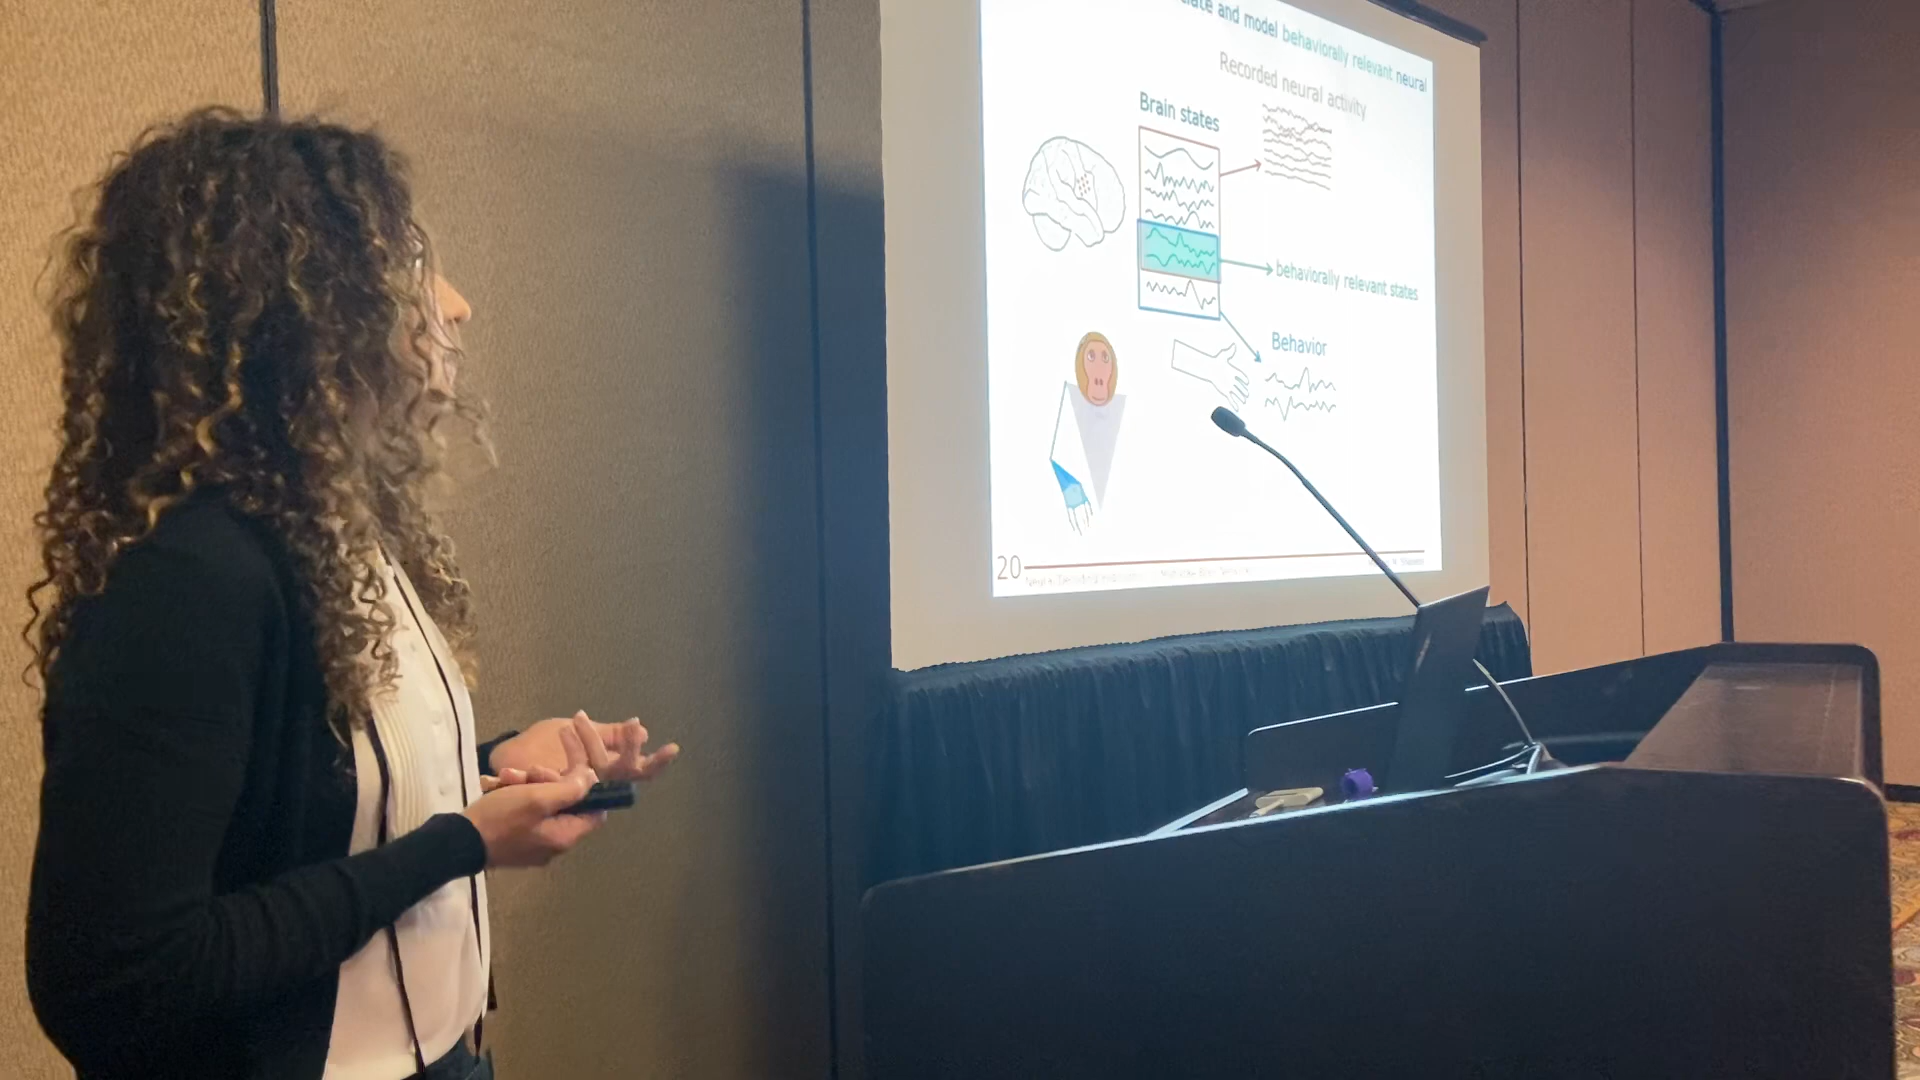 and model behaviorally relevant neural
Recorded neural activity
Brain states
behaviorally relevant states
Behavior
20